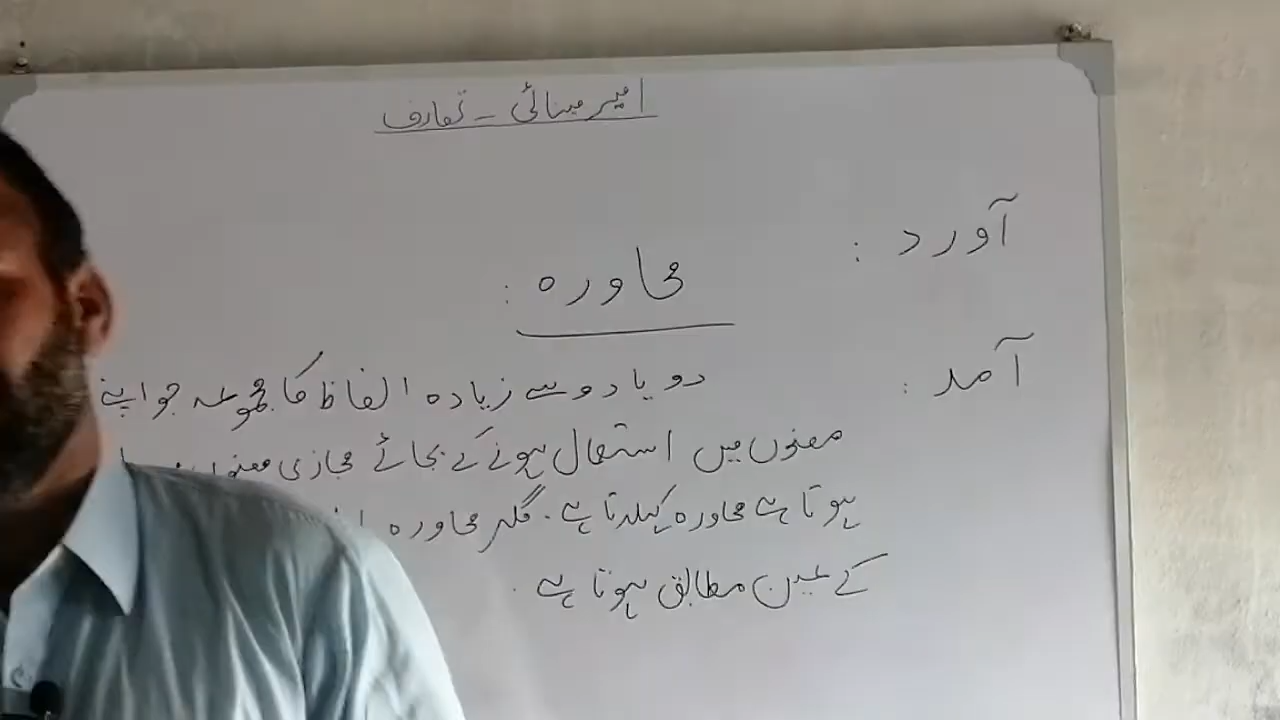 امیر مینائی - تعارف
آورد :
محاورہ :
آمد :
دو یا دو سے زیادہ الفاظ کا مجموعہ جو اپنے
معنوں میں استعمال ہونے کے بجائے مجازی معنوں
ہوتا ہے محاورہ کہلاتا ہے۔ مگر محاورہ
کے عین مطابق ہوتا ہے